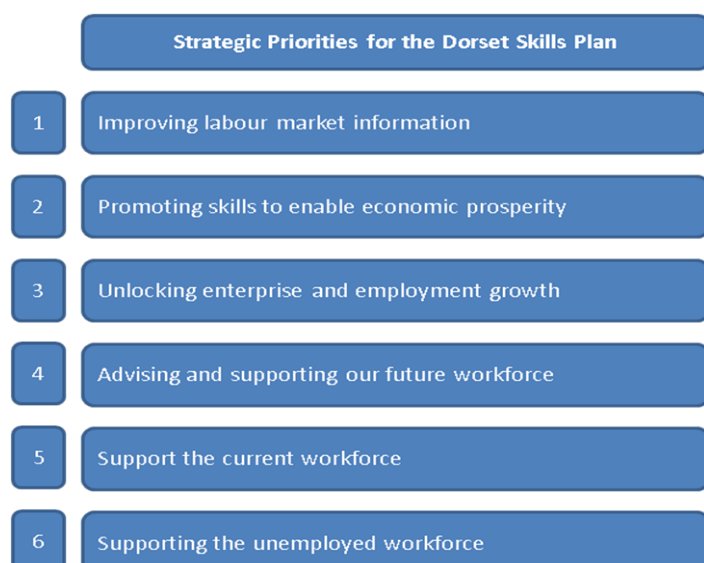 Strategic Priorities for the Dorset Skills Plan
1 Improving labour market information
2 Promoting skills to enable economic prosperity
3 Unlocking enterprise and employment growth
4 Advising and supporting our future workforce
5 Support the current workforce
6 Supporting the unemployed workforce